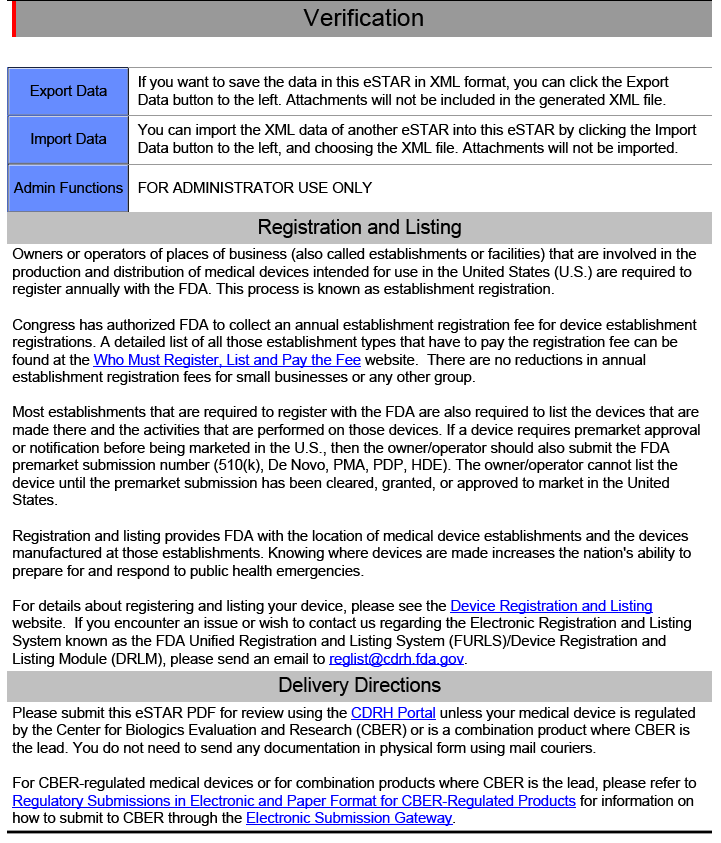 Verification
Export Data
If you want to save the data in this eSTAR in XML format, you can click the Export
Data button to the left. Attachments will not be included in the generated XML file.
Import Data
You can import the XML data of another eSTAR into this eSTAR by clicking the Import
Data button to the left, and choosing the XML file. Attachments will not be imported.
Admin Functions
FOR ADMINISTRATOR USE ONLY
Registration and Listing
Owners or operators of places of business (also called establishments or facilities) that are involved in the
production and distribution of medical devices intended for use in the United States (U.S.) are required to
register annually with the FDA. This process is known as establishment registration.
Congress has authorized FDA to collect an annual establishment registration fee for device establishment
registrations. A detailed list of all those establishment types that have to pay the registration fee can be
found at the Who Must Register, List and Pay the Fee website.  There are no reductions in annual
establishment registration fees for small businesses or any other group.
Most establishments that are required to register with the FDA are also required to list the devices that are
made there and the activities that are performed on those devices. If a device requires premarket approval
or notification before being marketed in the U.S., then the owner/operator should also submit the FDA
premarket submission number (510(k), De Novo, PMA, PDP, HDE). The owner/operator cannot list the
device until the premarket submission has been cleared, granted, or approved to market in the United
States.
Registration and listing provides FDA with the location of medical device establishments and the devices
manufactured at those establishments. Knowing where devices are made increases the nation's ability to
prepare for and respond to public health emergencies.
For details about registering and listing your device, please see the Device Registration and Listing
website.  If you encounter an issue or wish to contact us regarding the Electronic Registration and Listing
System known as the FDA Unified Registration and Listing System (FURLS)/Device Registration and
Listing Module (DRLM), please send an email to reglist@cdrh.fda.gov.
Delivery Directions
Please submit this eSTAR PDF for review using the CDRH Portal unless your medical device is regulated
by the Center for Biologics Evaluation and Research (CBER) or is a combination product where CBER is
the lead. You do not need to send any documentation in physical form using mail couriers.
For CBER-regulated medical devices or for combination products where CBER is the lead, please refer to
Regulatory Submissions in Electronic and Paper Format for CBER-Regulated Products for information on
how to submit to CBER through the Electronic Submission Gateway.